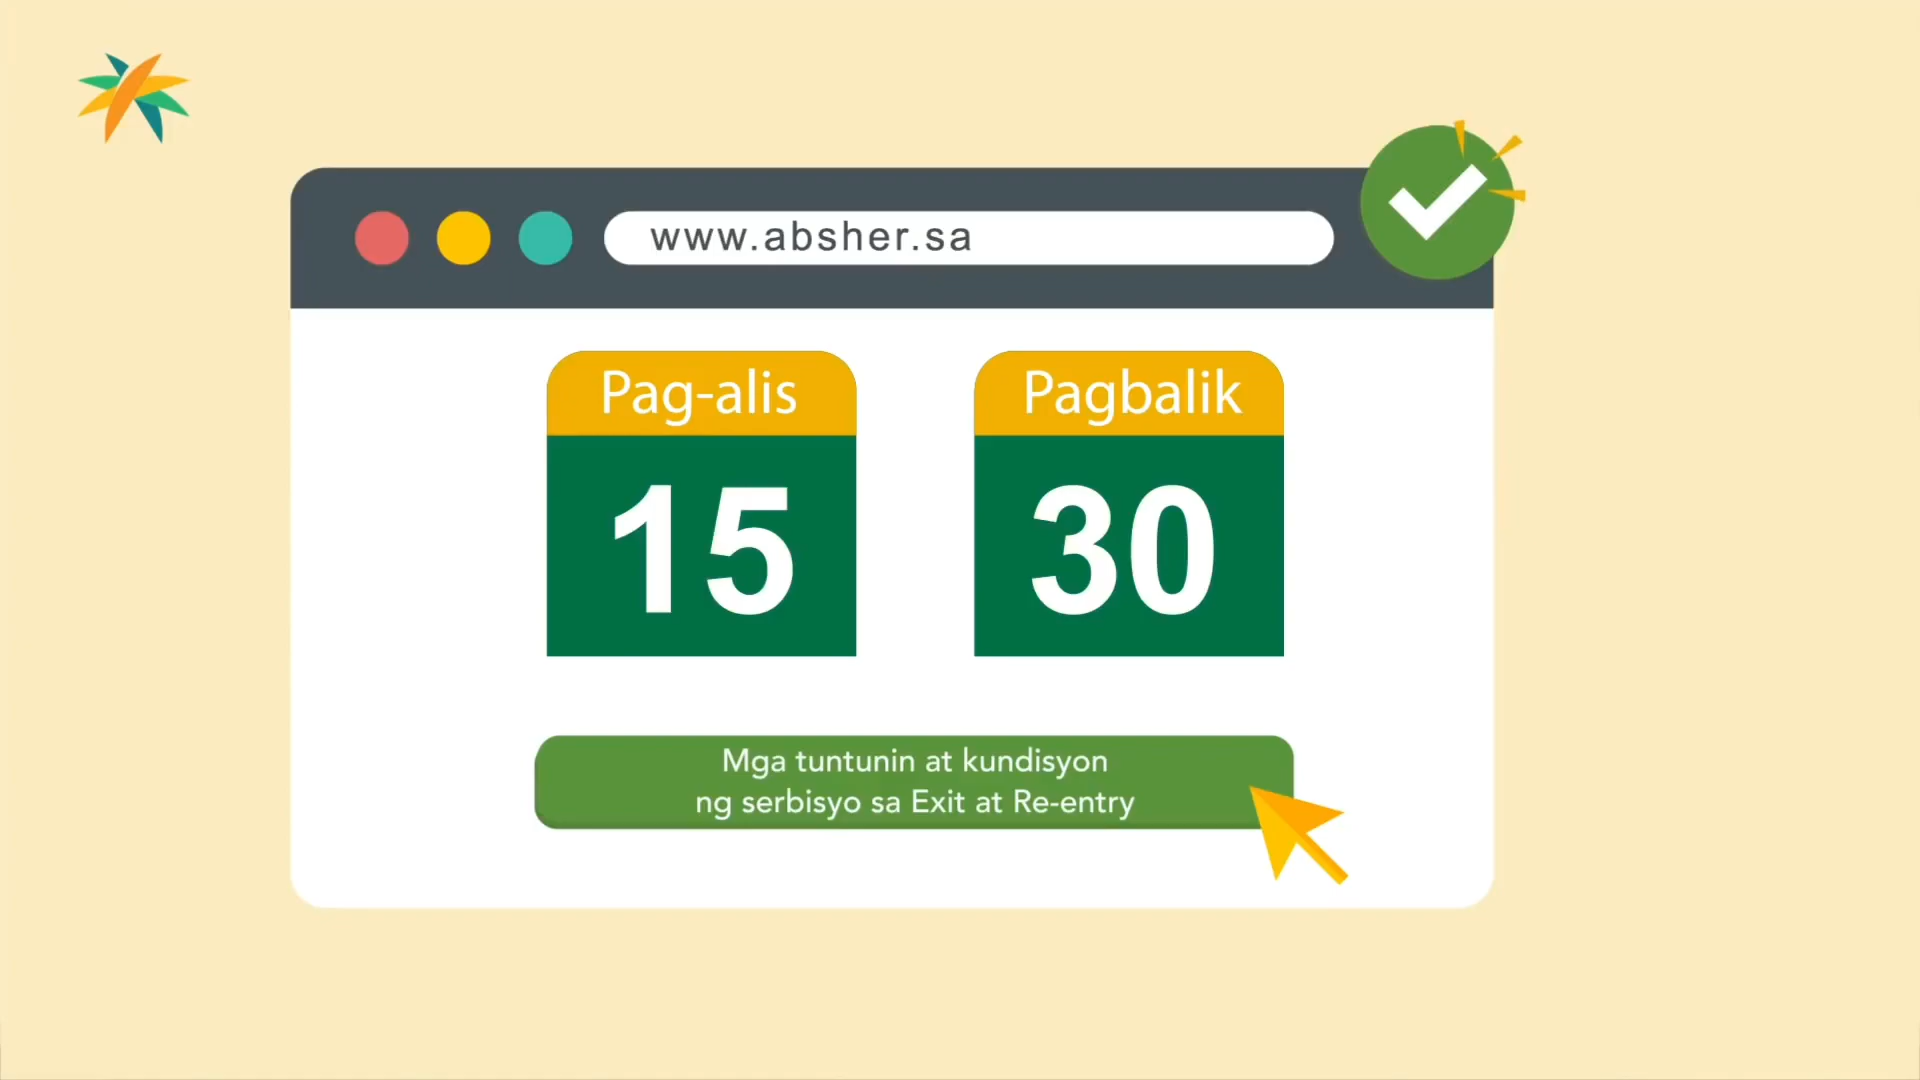 www.absher.sa
Pag-alis
Pagbalik
15
30
Mga tuntunin at kundisyon
ng serbisyo sa Exit at Re-entry